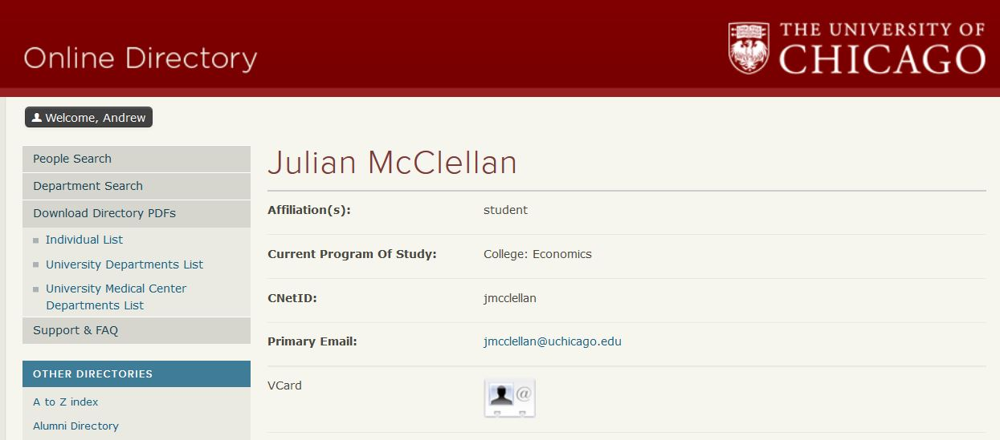 Online Directory
THE UNIVERSITY OF
CHICAGO
Welcome, Andrew
People Search
Department Search
Download Directory PDFs
Individual List
University Departments List
University Medical Center
Departments List
Support & FAQ
OTHER DIRECTORIES
A to Z index
Alumni Directory
Julian McClellan
Affiliation(s): student
Current Program Of Study: College: Economics
CNetID: jmcclellan
Primary Email: jmcclellan@uchicago.edu
VCard @